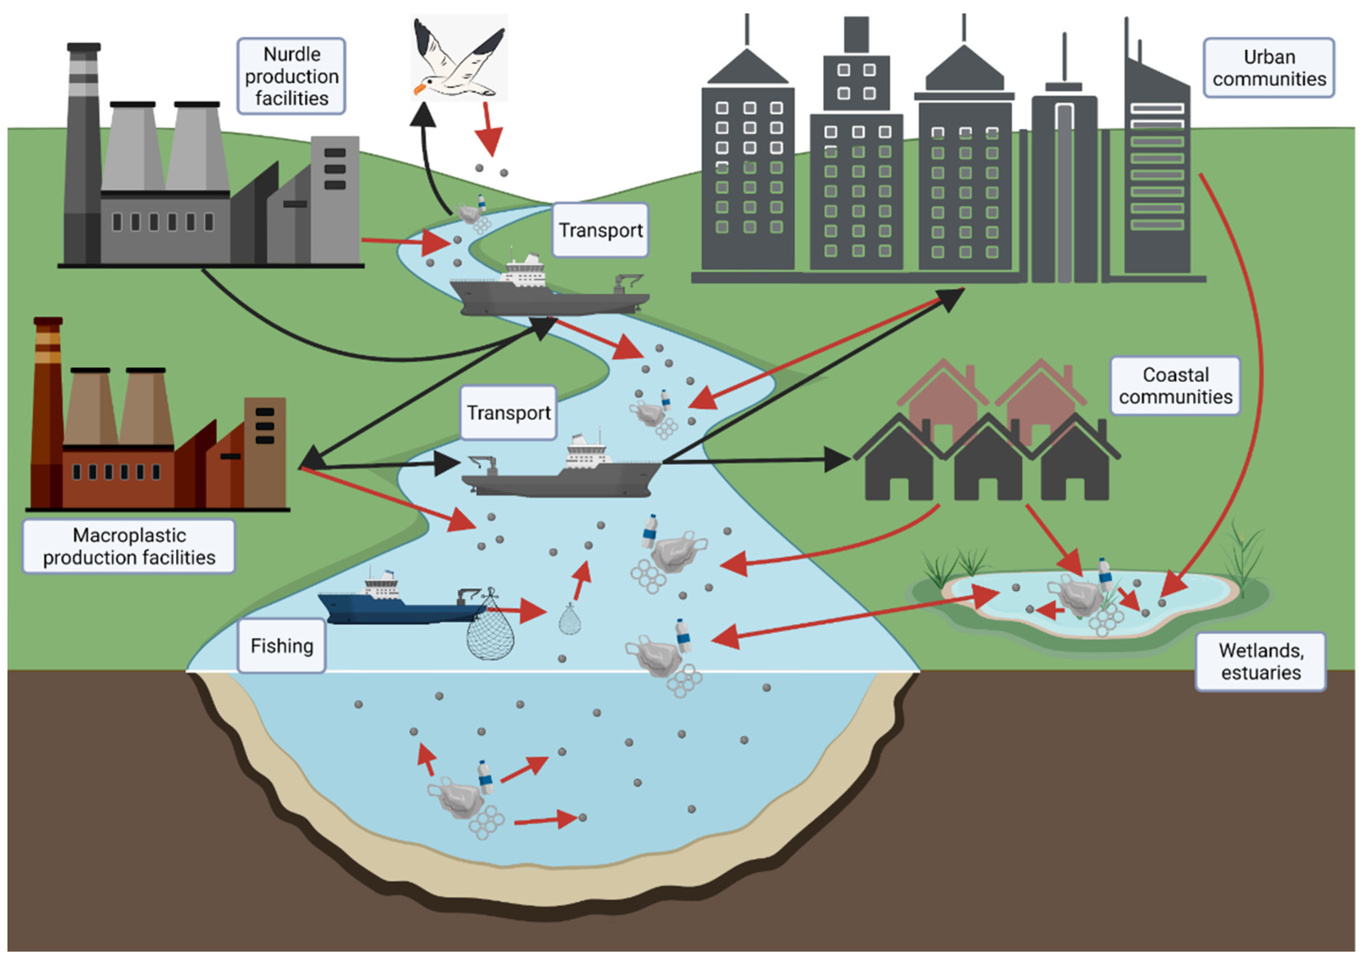 Nurdle
production
facilities
Urban
communities
Transport
Coastal
communities
Transport
Macroplastic
production facilities
Fishing
Wetlands,
estuaries